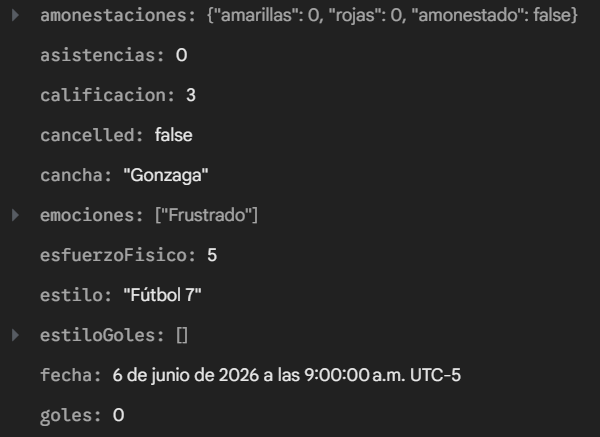 amonestaciones: {"amarillas": 0, "rojas": 0, "amonestado": false}
asistencias: 0
calificacion: 3
cancelled: false
cancha: "Gonzaga"
emociones: ["Frustrado"]
esfuerzoFisico: 5
estilo: "Fútbol 7"
estiloGoles: []
fecha: 6 de junio de 2026 a las 9:00:00 a.m. UTC-5
goles: 0